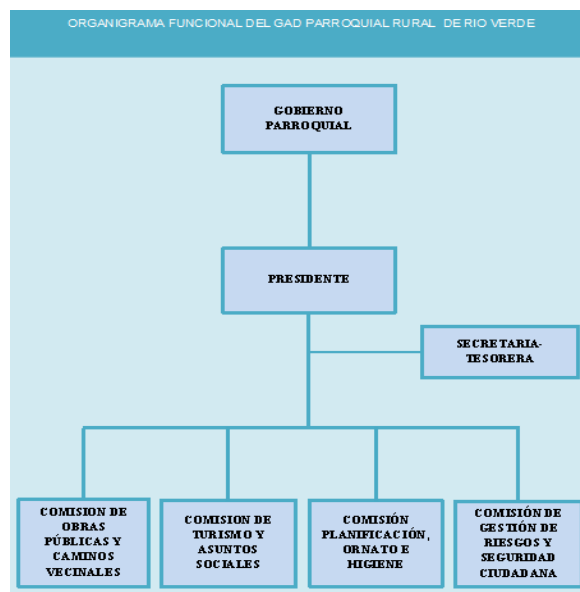 ORGANIGRAMA FUNCIONAL DEL GAD PARROQUIAL RURAL DE RIO VERDE
GOBIERNO
PARROQUIAL
PRESIDENTE
SECRETARIA-
TESORERA
COMISION DE
OBRAS
PÚBLICAS Y
CAMINOS
VECINALES
COMISION DE
TURISMO Y
ASUNTOS
SOCIALES
COMISIÓN
PLANIFICACIÓN,
ORNATO E
HIGIENE
COMISIÓN DE
GESTIÓN DE
RIESGOS Y
SEGURIDAD
CIUDADANA